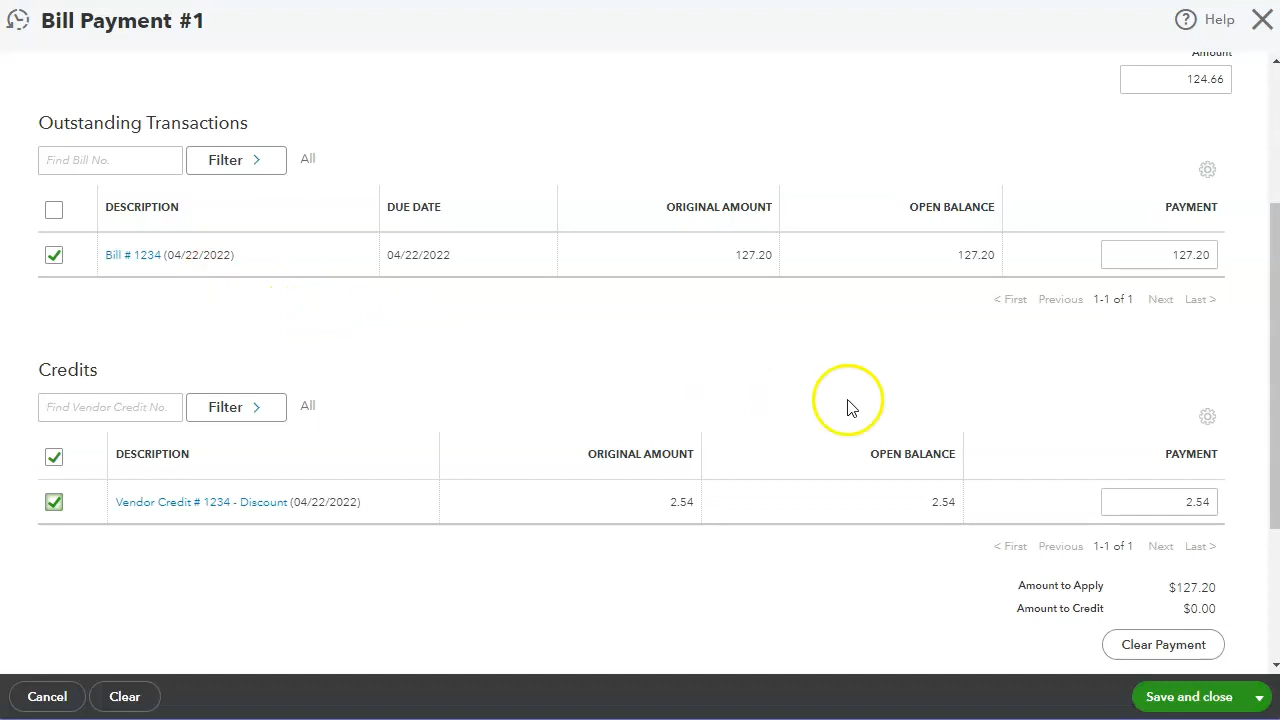 Bill Payment #1
Help
Amount
124.66
Outstanding Transactions
Find Bill No.
Filter >
All
DESCRIPTION DUE DATE ORIGINAL AMOUNT OPEN BALANCE PAYMENT
Bill # 1234 (04/22/2022) 04/22/2022 127.20 127.20 127.20
< First Previous 1-1 of 1 Next Last >
Credits
Find Vendor Credit No.
Filter >
All
DESCRIPTION ORIGINAL AMOUNT OPEN BALANCE PAYMENT
Vendor Credit # 1234 - Discount (04/22/2022) 2.54 2.54 2.54
< First Previous 1-1 of 1 Next Last >
Amount to Apply $127.20
Amount to Credit $0.00
Clear Payment
Cancel Clear Save and close